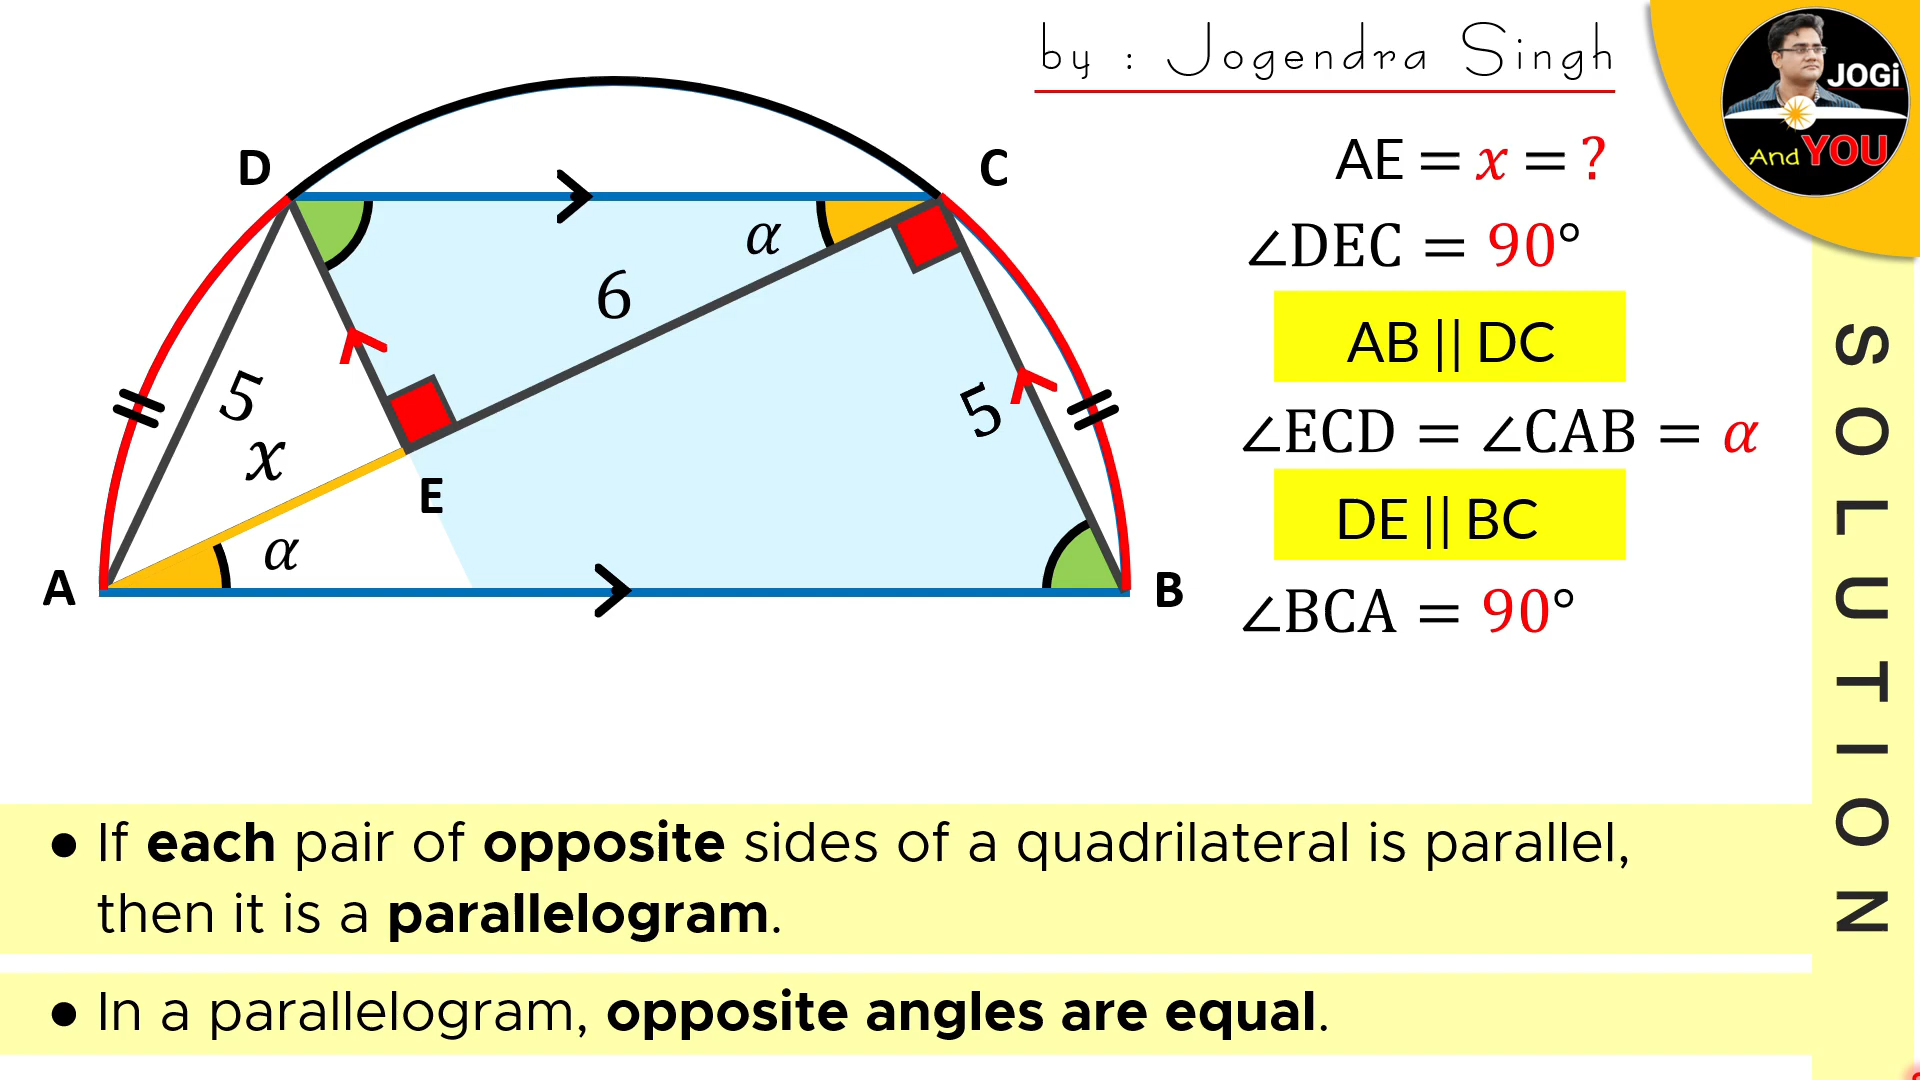 by : Jogendra Singh
JOGi
And YOU
D
C
α
6
5
x
5
E
α
A
B
AE = x = ?
∠DEC = 90°
AB || DC
∠ECD = ∠CAB = α
DE || BC
∠BCA = 90°
SOLUTION
● If each pair of opposite sides of a quadrilateral is parallel,
then it is a parallelogram.
● In a parallelogram, opposite angles are equal.